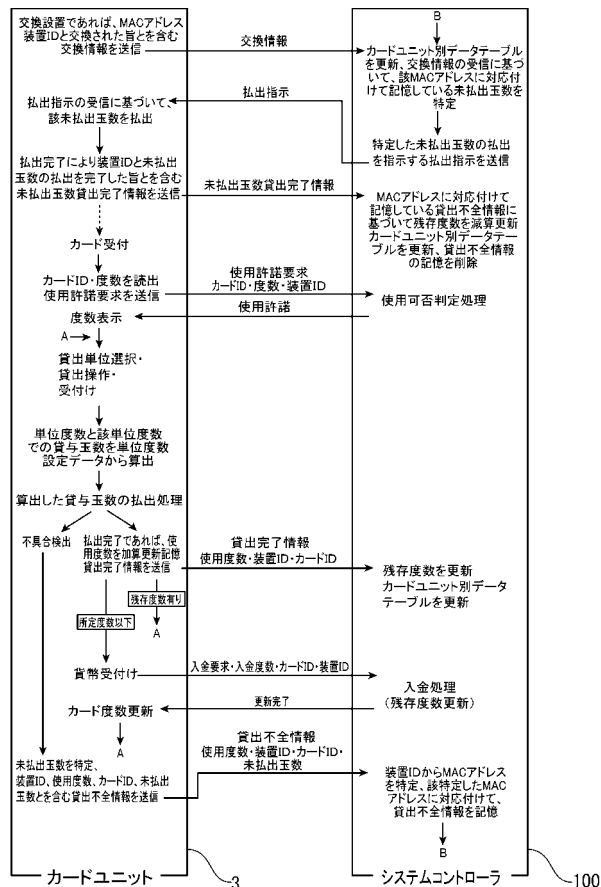 交換設置であれば、MACアドレス
装置IDと交換された旨とを含む
交換情報を送信
交換情報
B
カードユニット別データテーブル
を更新、交換情報の受信に基づ
いて、該MACアドレスに対応付
けて記憶している未払出玉数を
特定
払出指示
払出指示の受信に基づいて、
該未払出玉数を払出
特定した未払出玉数の払出
を指示する払出指示を送信
払出完了により装置IDと未払出
玉数の払出を完了した旨とを含む
未払出玉数貸出完了情報を送信
未払出玉数貸出完了情報
MACアドレスに対応付けて
記憶している貸出不全情報に
基づいて残存度数を減算更新
カードユニット別データテー
ブルを更新、貸出不全情報
の記憶を削除
カード受付
カードID・度数を読出
使用許諾要求を送信
使用許諾要求
カードID・度数・装置ID
使用可否判定処理
使用許諾
度数表示
A
貸出単位選択・
貸出操作・
受付け
単位度数と該単位度数
での貸与玉数を単位度数
設定データから算出
算出した貸与玉数の払出処理
不具合検出
払出完了であれば、使
用度数を加算更新記憶
貸出完了情報を送信
貸出完了情報
使用度数・装置ID・カードID
残存度数を更新
カードユニット別データ
テーブルを更新
残存度数有り
所定度数以下
A
貨幣受付け
入金要求・入金度数・カードID・装置ID
入金処理
(残存度数更新)
更新完了
カード度数更新
A
貸出不全情報
使用度数・装置ID・カードID・
未払出玉数
未払出玉数を特定、
装置ID、使用度数、カードID、未払出
玉数とを含む貸出不全情報を送信
装置IDからMACアドレス
を特定、該特定したMAC
アドレスに対応付けて、
貸出不全情報を記憶
B
カードユニット
3
システムコントローラ
100